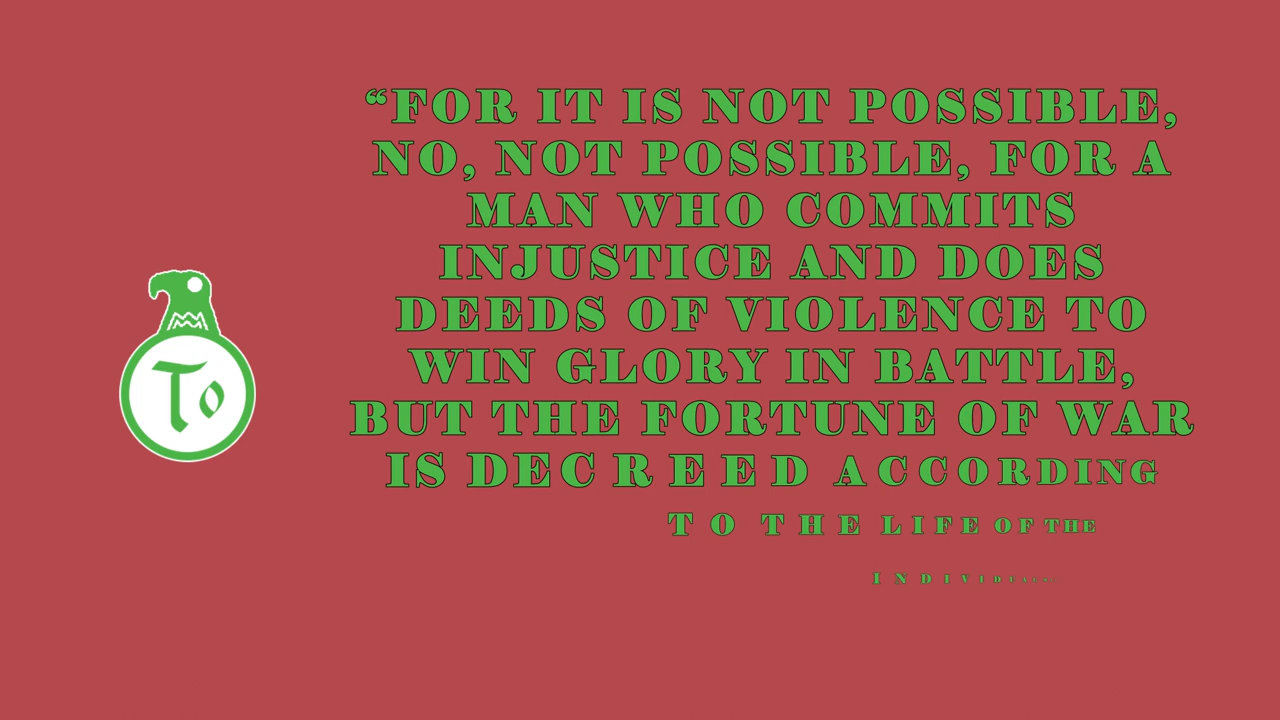 To
“FOR IT IS NOT POSSIBLE,
NO, NOT POSSIBLE, FOR A
MAN WHO COMMITS
INJUSTICE AND DOES
DEEDS OF VIOLENCE TO
WIN GLORY IN BATTLE,
BUT THE FORTUNE OF WAR
IS DECREED ACCORDING
TO THE LIFE OF THE